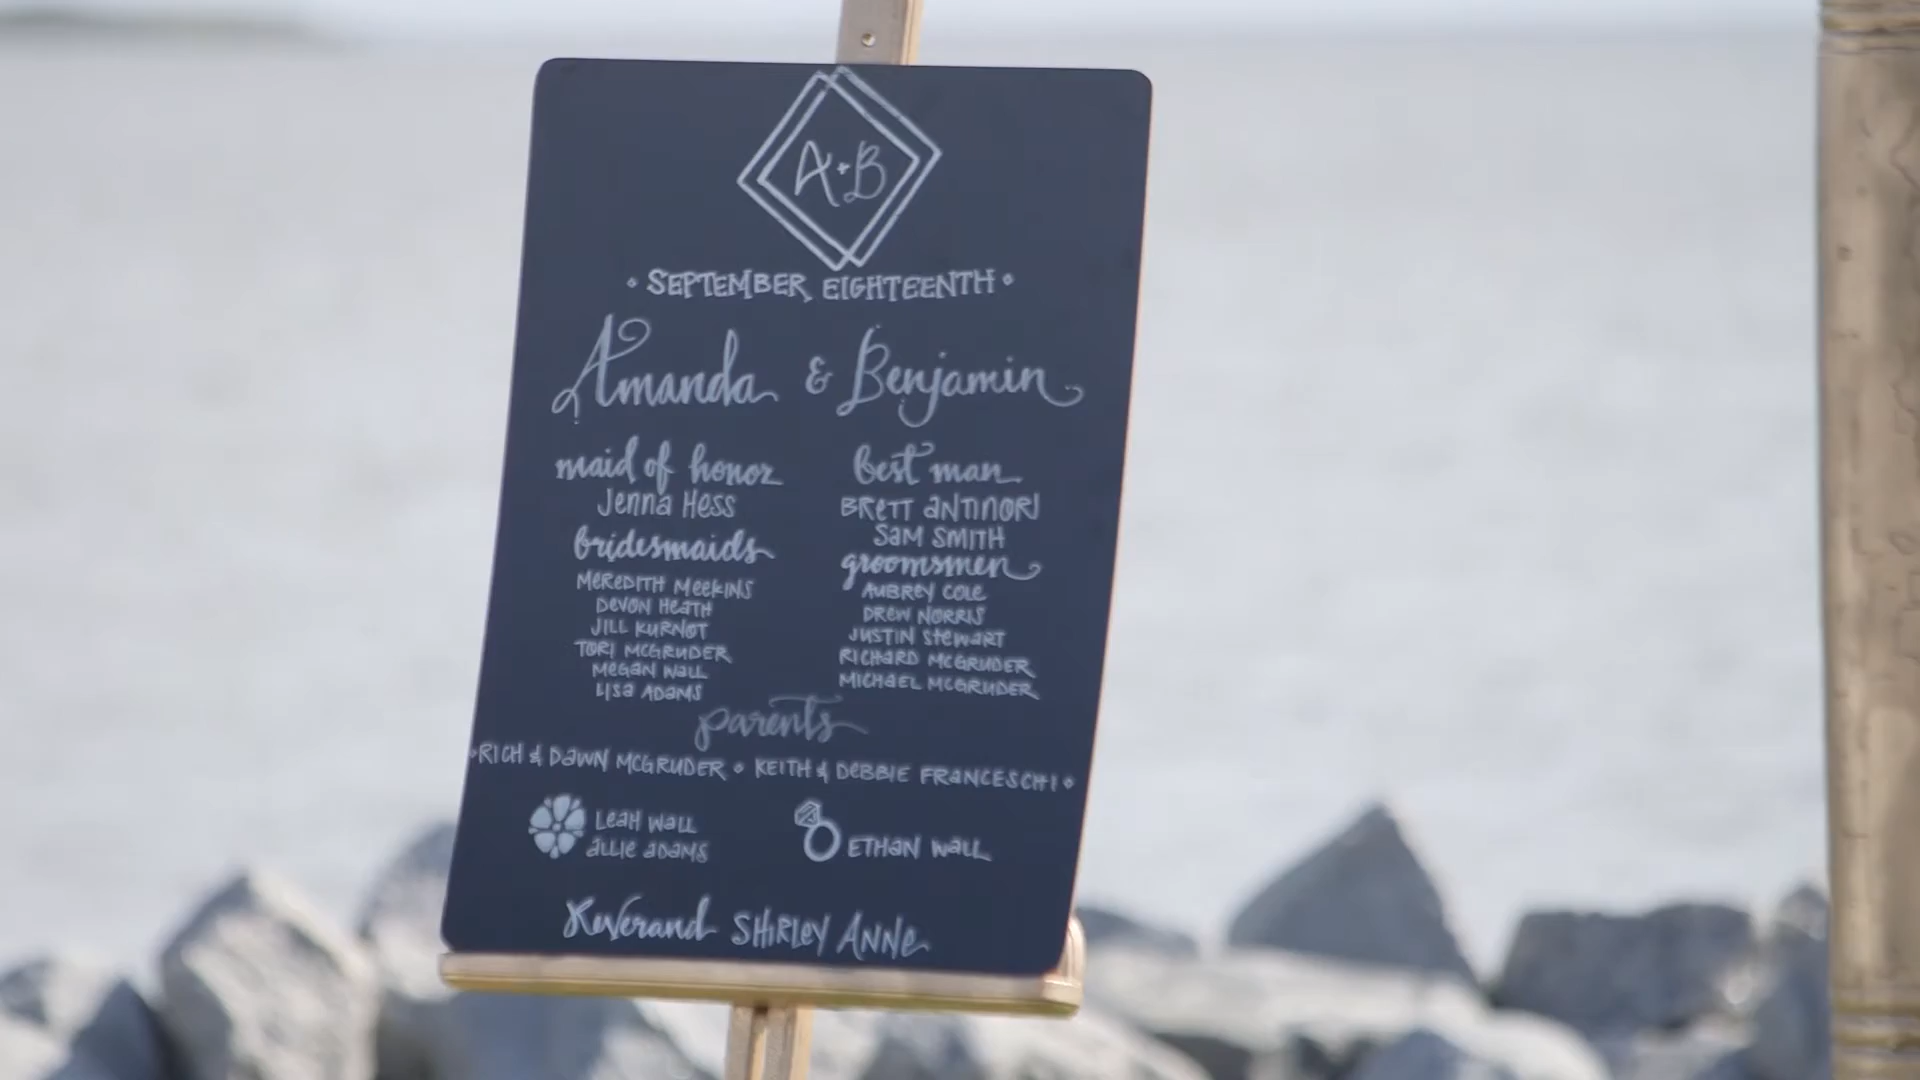 A+B
SEPTEMBER EIGHTEENTH
Amanda & Benjamin
maid of honor
Jenna Hess
bridesmaids
MEREDITH MEEKINS
DEVON HEATH
JILL KURNOT
TORI MCGRUDER
MEGAN WALL
LISA ADAMS
best man
BRETT ANTINORI
SAM SMITH
groomsmen
AUBREY COLE
DREW NORRIS
JUSTIN STEWART
RICHARD MCGRUDER
MICHAEL MCGRUDER
parents
RICH & DAWN MCGRUDER • KEITH & DEBBIE FRANCESCHI
LEAH WALL
ALLIE ADAMS
ETHAN WALL
Reverand SHIRLEY ANNE